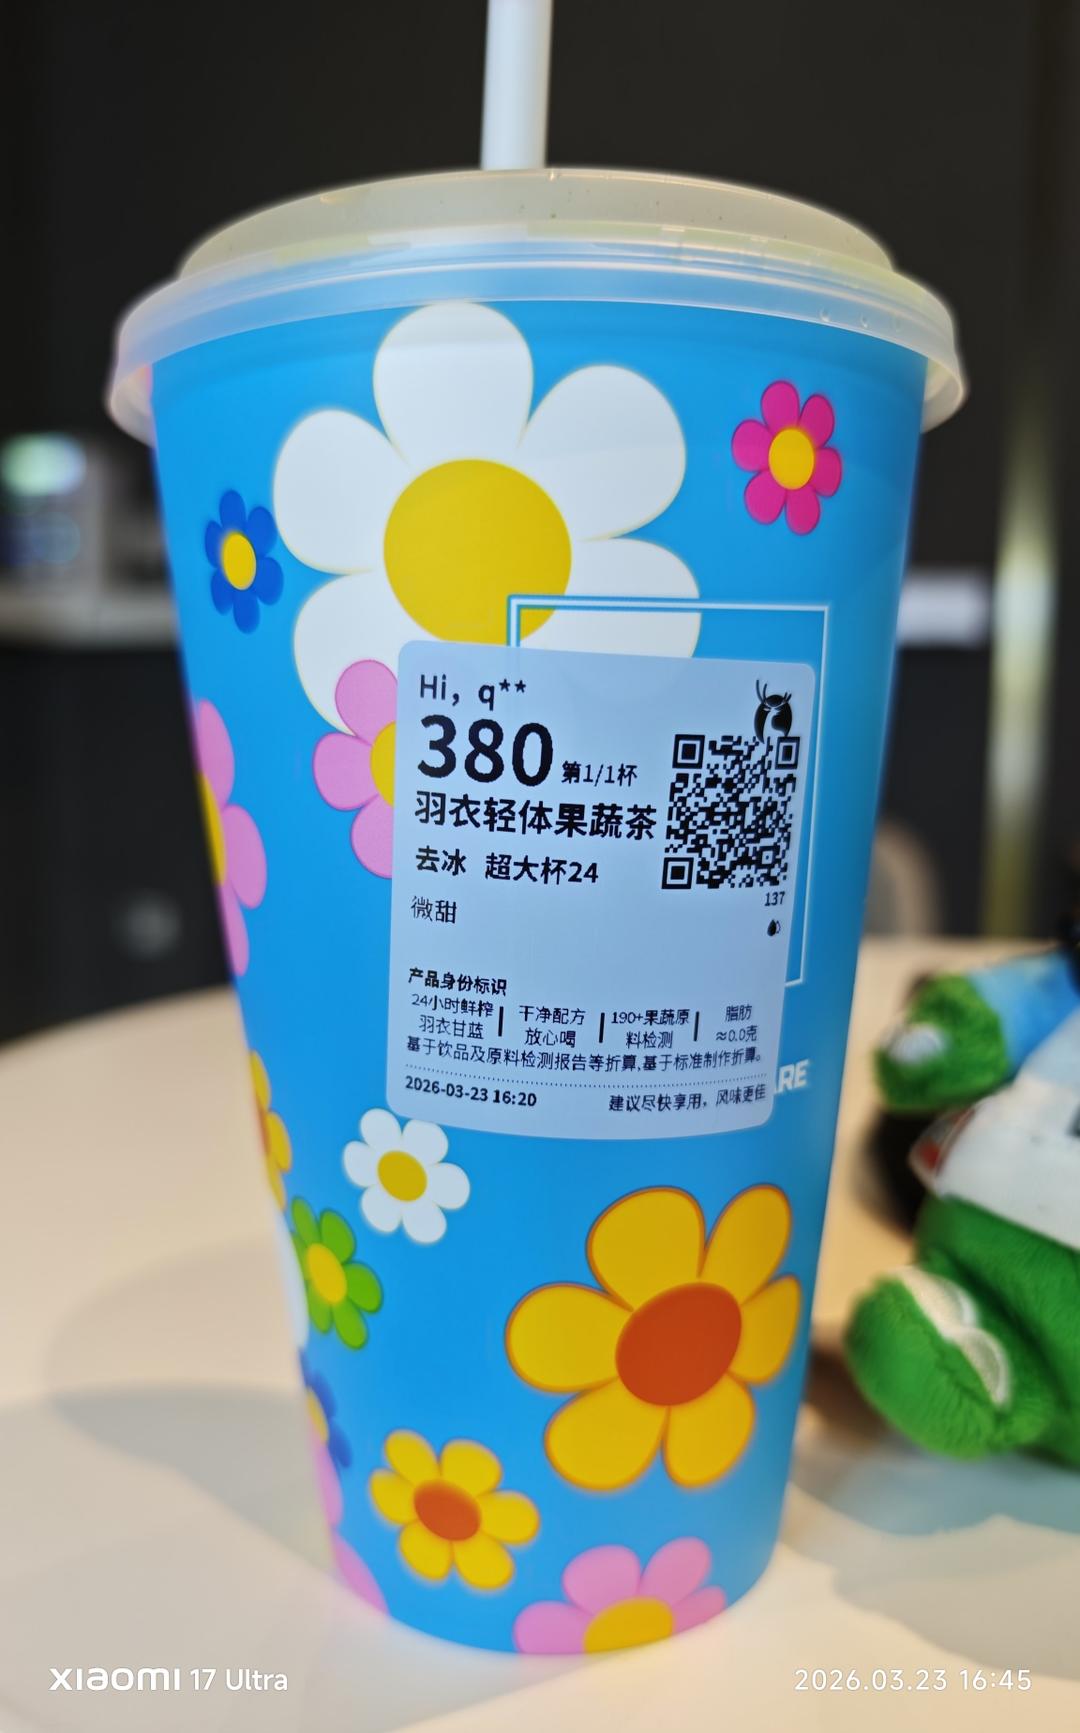 Hi, q**
380 第1/1杯
羽衣轻体果蔬茶
去冰 超大杯24
137
微甜
产品身份标识
24小时鲜榨羽衣甘蓝
干净配方放心喝
190+果蔬原料检测
脂肪≈0.0克
基于饮品及原料检测报告等折算,基于标准制作折算。
2026-03-23 16:20 建议尽快享用，风味更佳
xiaomi 17 Ultra
2026.03.23 16:45